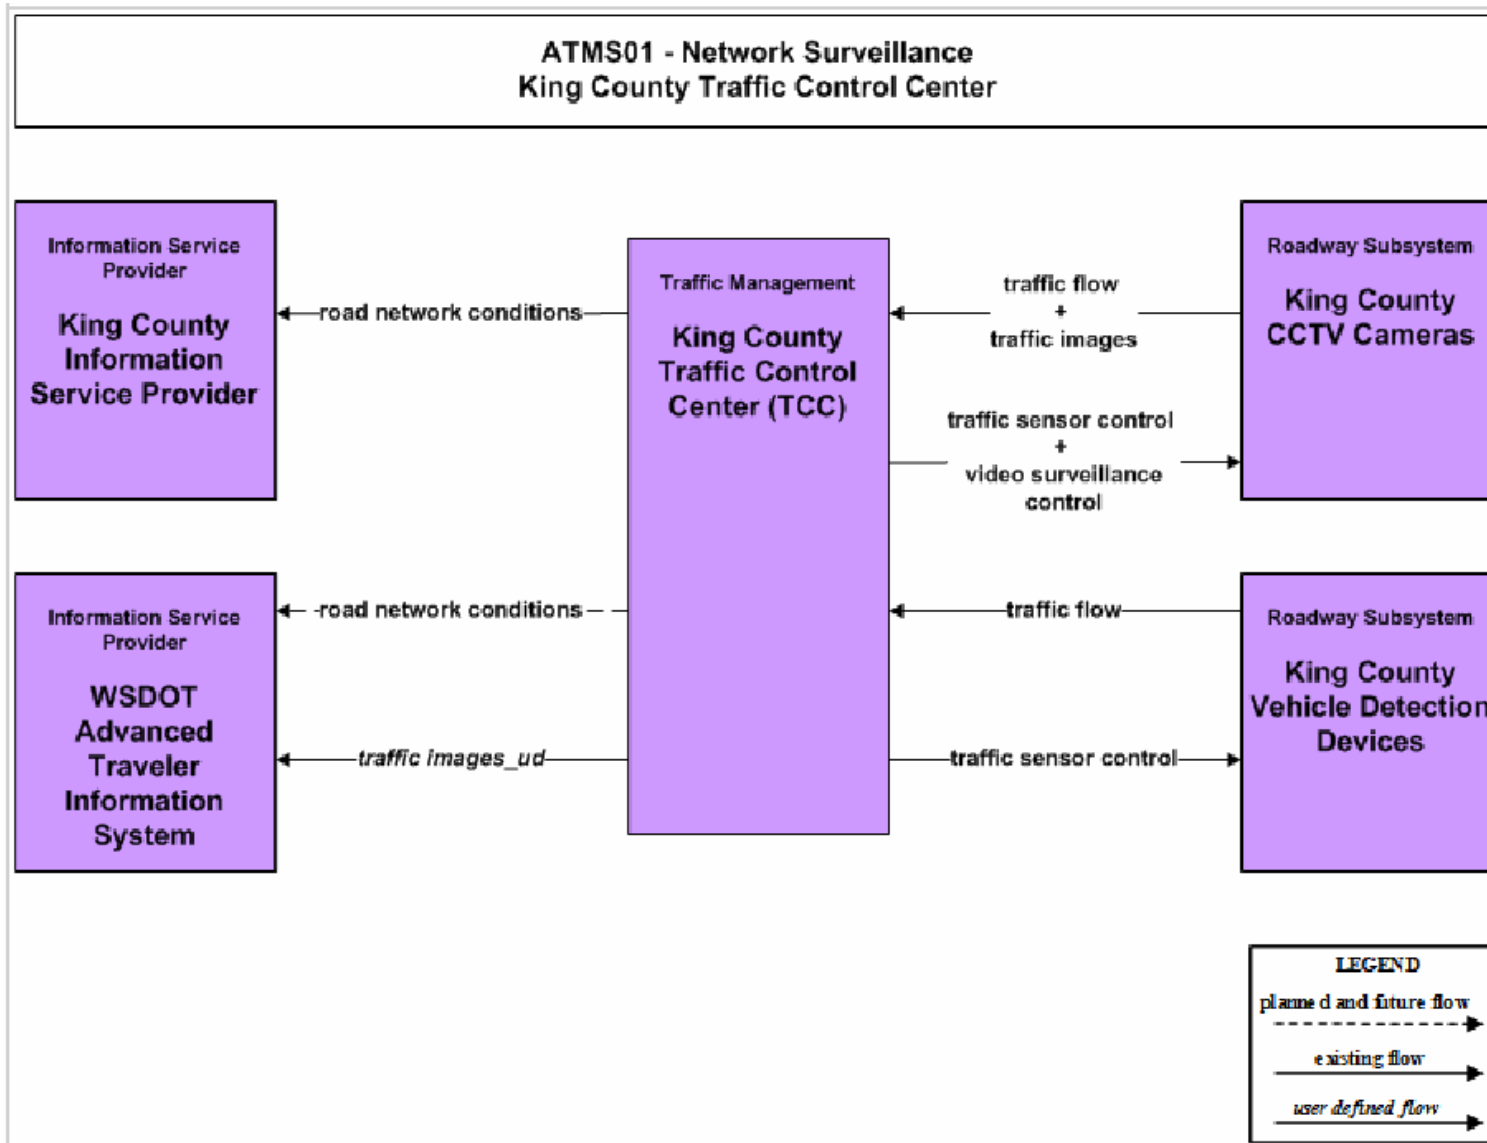 ATMS01 - Network Surveillance
King County Traffic Control Center
Information Service
Provider
King County
Information
Service Provider
road network conditions
Traffic Management
King County
Traffic Control
Center (TCC)
traffic flow
+
traffic images
traffic sensor control
+
video surveillance
control
Roadway Subsystem
King County
CCTV Cameras
Information Service
Provider
WSDOT
Advanced
Traveler
Information
System
road network conditions
traffic images_ud
traffic flow
traffic sensor control
Roadway Subsystem
King County
Vehicle Detection
Devices
LEGEND
planned and future flow
existing flow
user defined flow